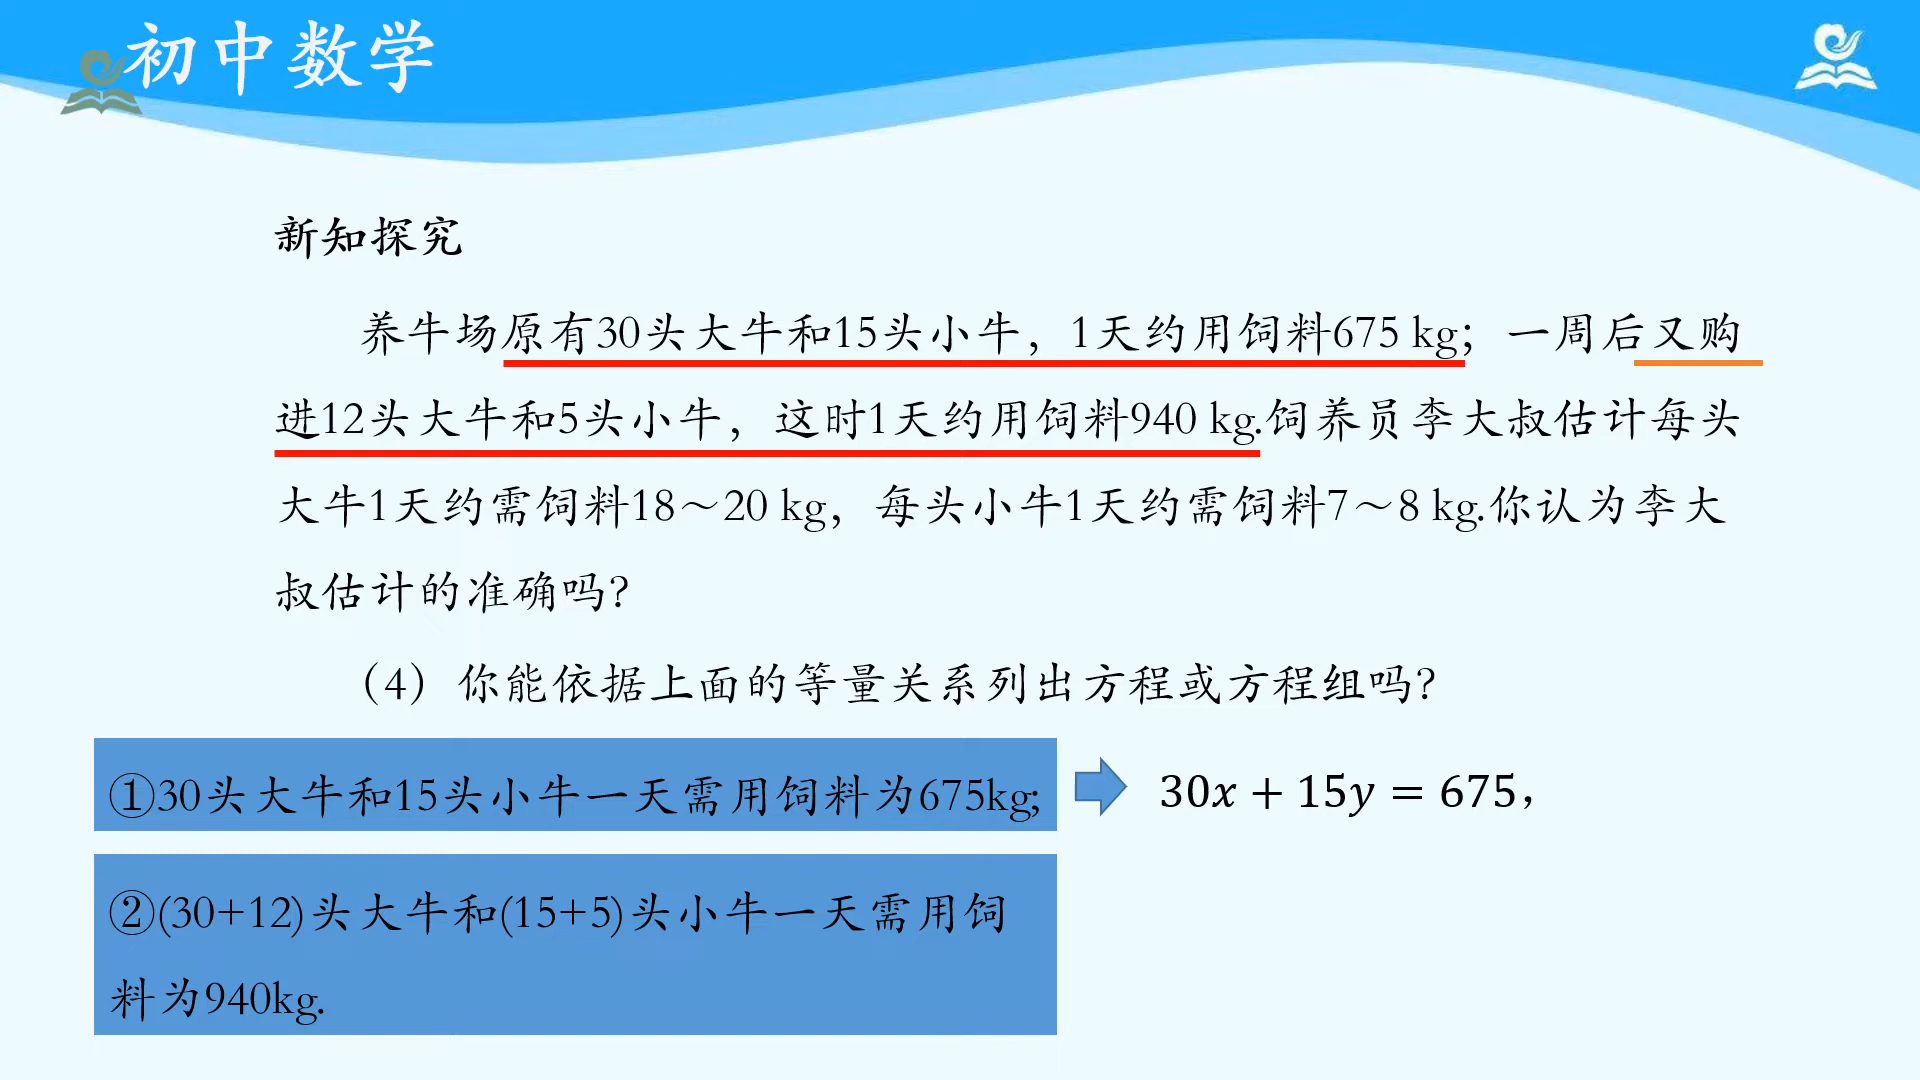 初中数学
新知探究
养牛场原有30头大牛和15头小牛，1天约用饲料675 kg；一周后又购
进12头大牛和5头小牛，这时1天约用饲料940 kg.饲养员李大叔估计每头
大牛1天约需饲料18～20 kg，每头小牛1天约需饲料7～8 kg.你认为李大
叔估计的准确吗？
（4）你能依据上面的等量关系列出方程或方程组吗？
①30头大牛和15头小牛一天需用饲料为675kg;
30x + 15y = 675，
②(30+12)头大牛和(15+5)头小牛一天需用饲
料为940kg.